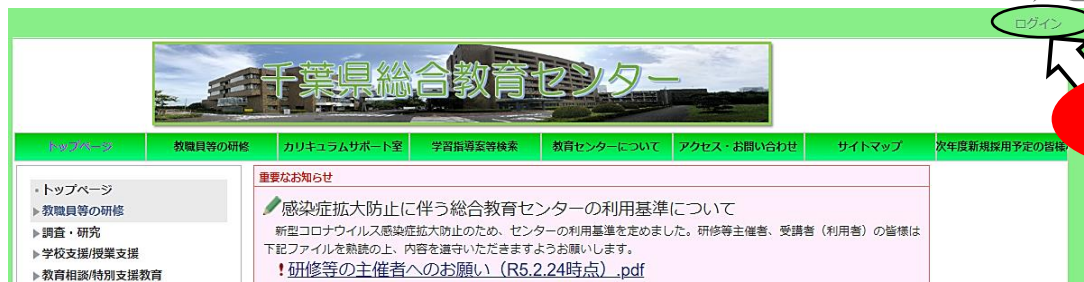 ログイン
千葉県総合教育センター
トップページ 教職員等の研修 カリキュラムサポート室 学習指導案等検索 教育センターについて アクセス・お問い合わせ サイトマップ 次年度新規採用予定の皆様
トップページ
教職員等の研修
調査・研究
学校支援/授業支援
教育相談/特別支援教育
重要なお知らせ
感染症拡大防止に伴う総合教育センターの利用基準について
新型コロナウイルス感染症拡大防止のため、センターの利用基準を定めました。研修等主催者、受講者（利用者）の皆様は
下記ファイルを熟読の上、内容を遵守いただきますようお願いします。
研修等の主催者へのお願い（R5.2.24時点）.pdf